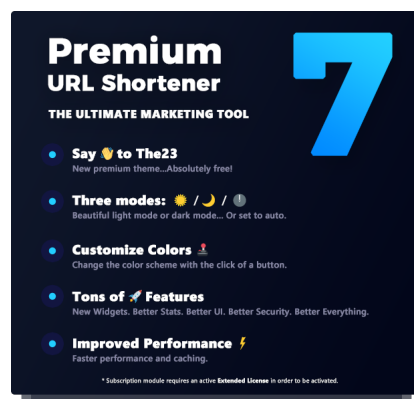 Premium
7
URL Shortener
THE ULTIMATE MARKETING TOOL
Say 👋 to The23
New premium theme...Absolutely free!
Three modes: ☀️ / 🌙 / 🕛
Beautiful light mode or dark mode... Or set to auto.
Customize Colors 🕹️
Change the color scheme with the click of a button.
Tons of 🚀 Features
New Widgets. Better Stats. Better UI. Better Security. Better Everything.
Improved Performance ⚡
Faster performance and caching.
* Subscription module requires an active Extended License in order to be activated.